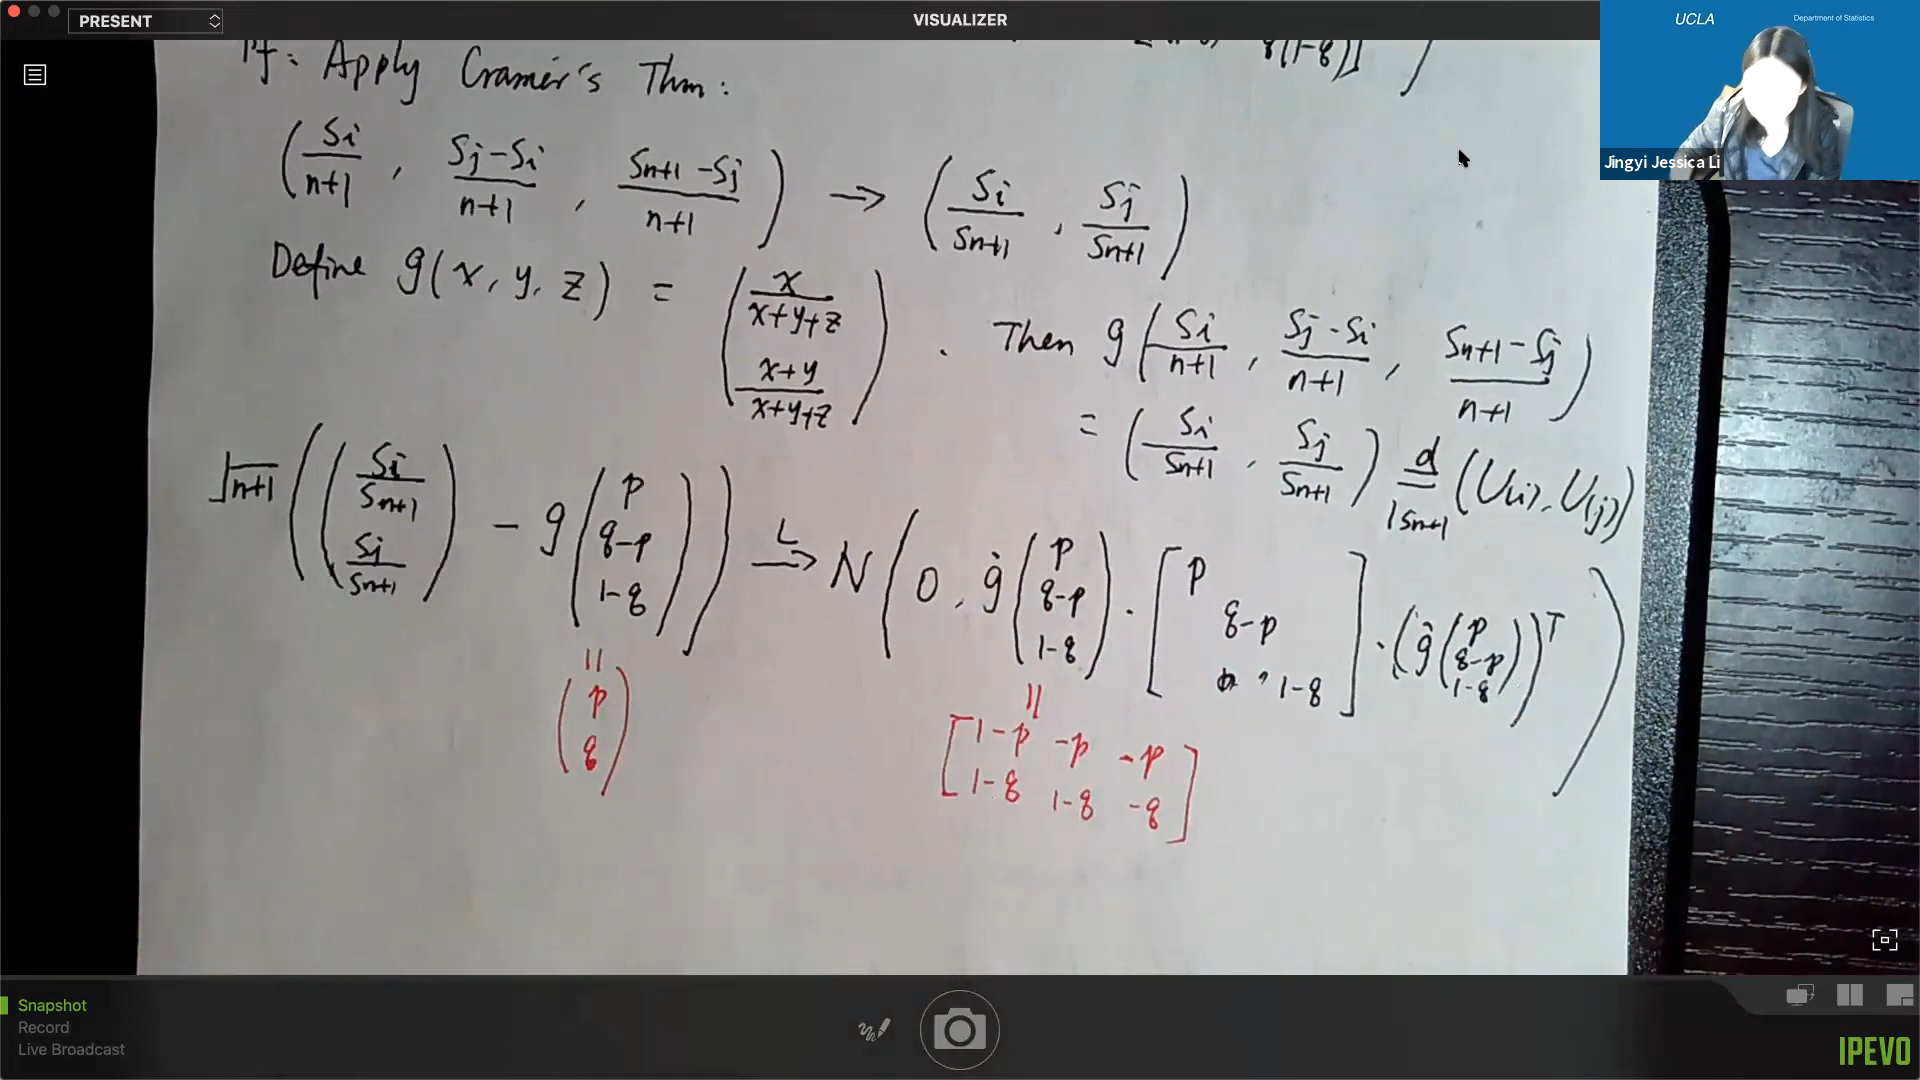 PRESENT
VISUALIZER
UCLA
Department of Statistics
Jingyi Jessica Li
q(1-q)]
Pf: Apply Cramér's Thm:
(Si/(n+1), (Sj-Si)/(n+1), (Sn+1 - Sj)/(n+1)) → (Si/Sn+1, Sj/Sn+1)
Define g(x, y, z) = (x/(x+y+z), (x+y)/(x+y+z)). Then g(Si/(n+1), (Sj-Si)/(n+1), (Sn+1 - Sj)/(n+1))
= (Si/Sn+1, Sj/Sn+1) d= | Sn+1 (U(i), U(j))
√n+1 ((Si/Sn+1, Sj/Sn+1) - g(p, q-p, 1-q)) L→ N(0, ġ(p, q-p, 1-q) · [p q-p 1-q] · (ġ(p, q-p, 1-q))T)
= (p, q)
= [1-p -p -p
1-q 1-q -q]
Snapshot
Record
Live Broadcast
IPEVO